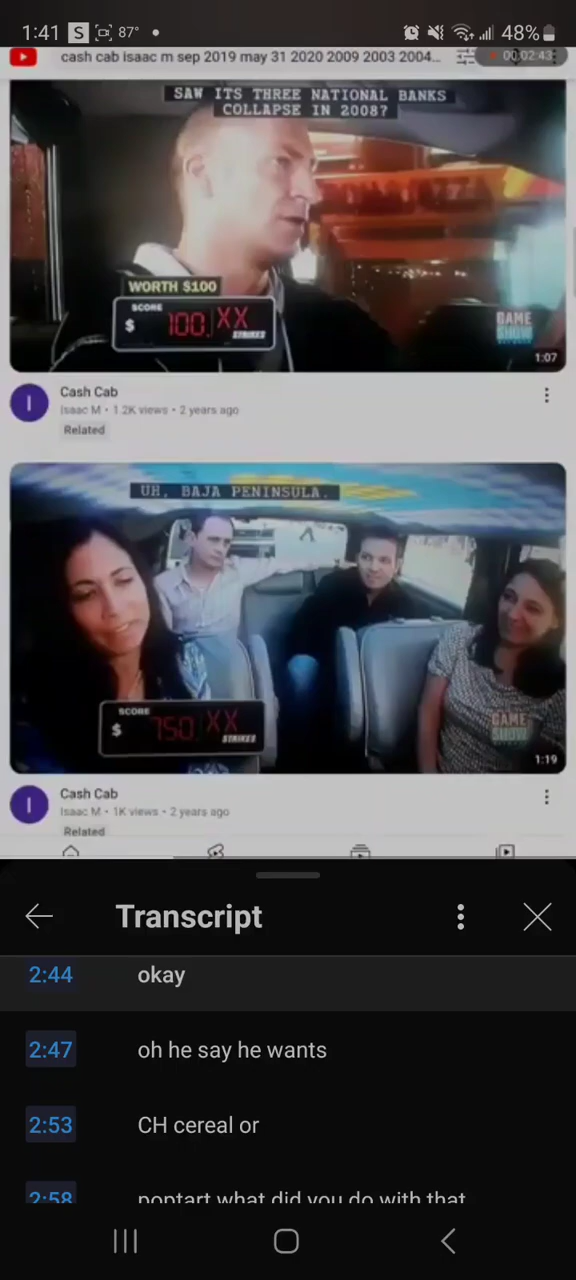 1:41 S 87° 48%
cash cab isaac m sep 2019 may 31 2020 2009 2003 2004...
00:02:43
SAW ITS THREE NATIONAL BANKS
COLLAPSE IN 2008?
WORTH $100
SCORE
$ 100 XX
STRIKES
GAME
SHOW
1:07
I
Cash Cab
Isaac M • 1.2K views • 2 years ago
Related
UH, BAJA PENINSULA.
SCORE
$ 750 XX
STRIKES
GAME
SHOW
1:19
I
Cash Cab
Isaac M • 1K views • 2 years ago
Related
Transcript
2:44 okay
2:47 oh he say he wants
2:53 CH cereal or
2:58 poptart what did you do with that